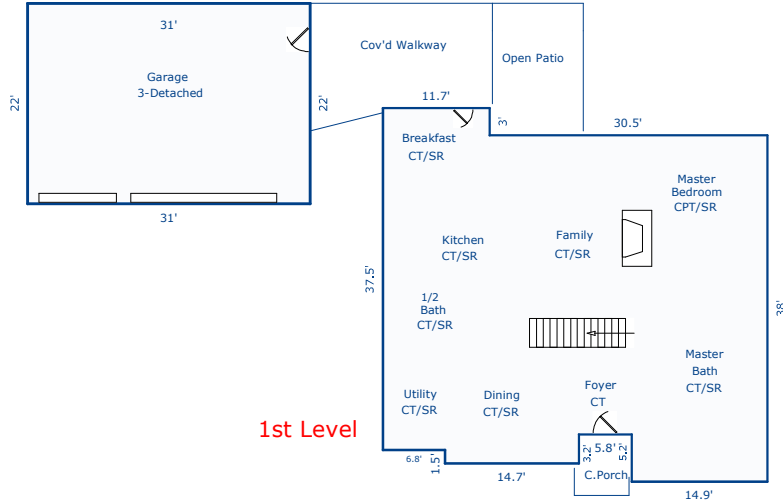 31'
Cov'd Walkway
Open Patio
Garage
3-Detached
22'
22'
11.7'
3'
30.5'
Breakfast
CT/SR
Master
Bedroom
CPT/SR
31'
Kitchen
CT/SR
Family
CT/SR
37.5'
1/2
Bath
CT/SR
38'
Master
Bath
CT/SR
Utility
CT/SR
Dining
CT/SR
Foyer
CT
1st Level
6.8'
1.5'
14.7'
3.2'
5.8'
5.2'
C.Porch
14.9'